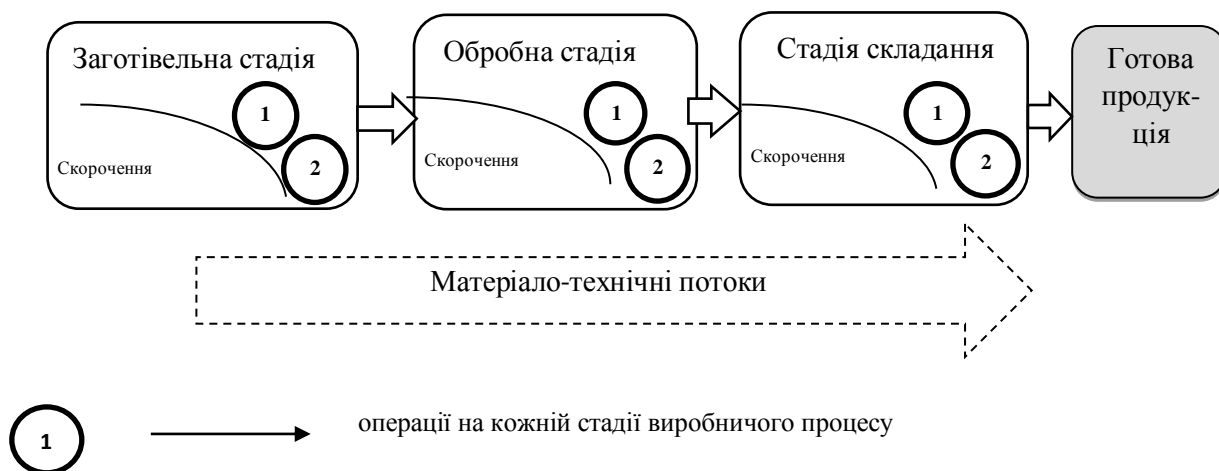 Заготівельна стадія
1
2
Скорочення
Обробна стадія
1
2
Скорочення
Стадія складання
1
2
Скорочення
Готова
продук-
ція
Матеріало-технічні потоки
1
операції на кожній стадії виробничого процесу